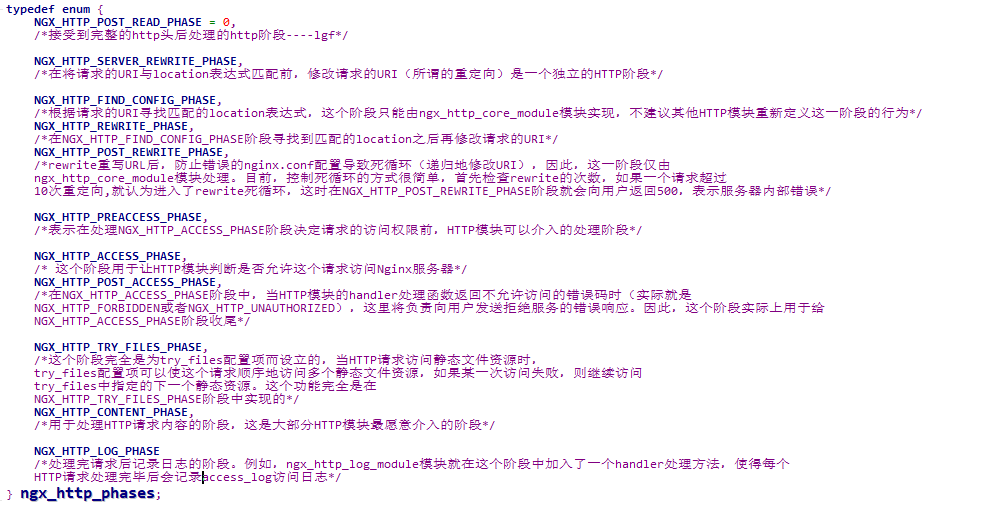 typedef enum {
NGX_HTTP_POST_READ_PHASE = 0,
/*接受到完整的http头后处理的http阶段----lgf*/
NGX_HTTP_SERVER_REWRITE_PHASE,
/*在将请求的URI与location表达式匹配前，修改请求的URI（所谓的重定向）是一个独立的HTTP阶段*/
NGX_HTTP_FIND_CONFIG_PHASE,
/*根据请求的URI寻找匹配的location表达式，这个阶段只能由ngx_http_core_module模块实现，不建议其他HTTP模块重新定义这一阶段的行为*/
NGX_HTTP_REWRITE_PHASE,
/*在NGX_HTTP_FIND_CONFIG_PHASE阶段寻找到匹配的location之后再修改请求的URI*/
NGX_HTTP_POST_REWRITE_PHASE,
/*rewrite重写URL后，防止错误的nginx.conf配置导致死循环（递归地修改URI），因此，这一阶段仅由
ngx_http_core_module模块处理。目前，控制死循环的方式很简单，首先检查rewrite的次数，如果一个请求超过
10次重定向,就认为进入了rewrite死循环，这时在NGX_HTTP_POST_REWRITE_PHASE阶段就会向用户返回500，表示服务器内部错误*/
NGX_HTTP_PREACCESS_PHASE,
/*表示在处理NGX_HTTP_ACCESS_PHASE阶段决定请求的访问权限前，HTTP模块可以介入的处理阶段*/
NGX_HTTP_ACCESS_PHASE,
/* 这个阶段用于让HTTP模块判断是否允许这个请求访问Nginx服务器*/
NGX_HTTP_POST_ACCESS_PHASE,
/*在NGX_HTTP_ACCESS_PHASE阶段中，当HTTP模块的handler处理函数返回不允许访问的错误码时（实际就是
NGX_HTTP_FORBIDDEN或者NGX_HTTP_UNAUTHORIZED），这里将负责向用户发送拒绝服务的错误响应。因此，这个阶段实际上用于给
NGX_HTTP_ACCESS_PHASE阶段收尾*/
NGX_HTTP_TRY_FILES_PHASE,
/*这个阶段完全是为try_files配置项而设立的，当HTTP请求访问静态文件资源时，
try_files配置项可以使这个请求顺序地访问多个静态文件资源，如果某一次访问失败，则继续访问
try_files中指定的下一个静态资源。这个功能完全是在
NGX_HTTP_TRY_FILES_PHASE阶段中实现的*/
NGX_HTTP_CONTENT_PHASE,
/*用于处理HTTP请求内容的阶段，这是大部分HTTP模块最愿意介入的阶段*/
NGX_HTTP_LOG_PHASE
/*处理完请求后记录日志的阶段。例如，ngx_http_log_module模块就在这个阶段中加入了一个handler处理方法，使得每个
HTTP请求处理完毕后会记录access_log访问日志*/
} ngx_http_phases;